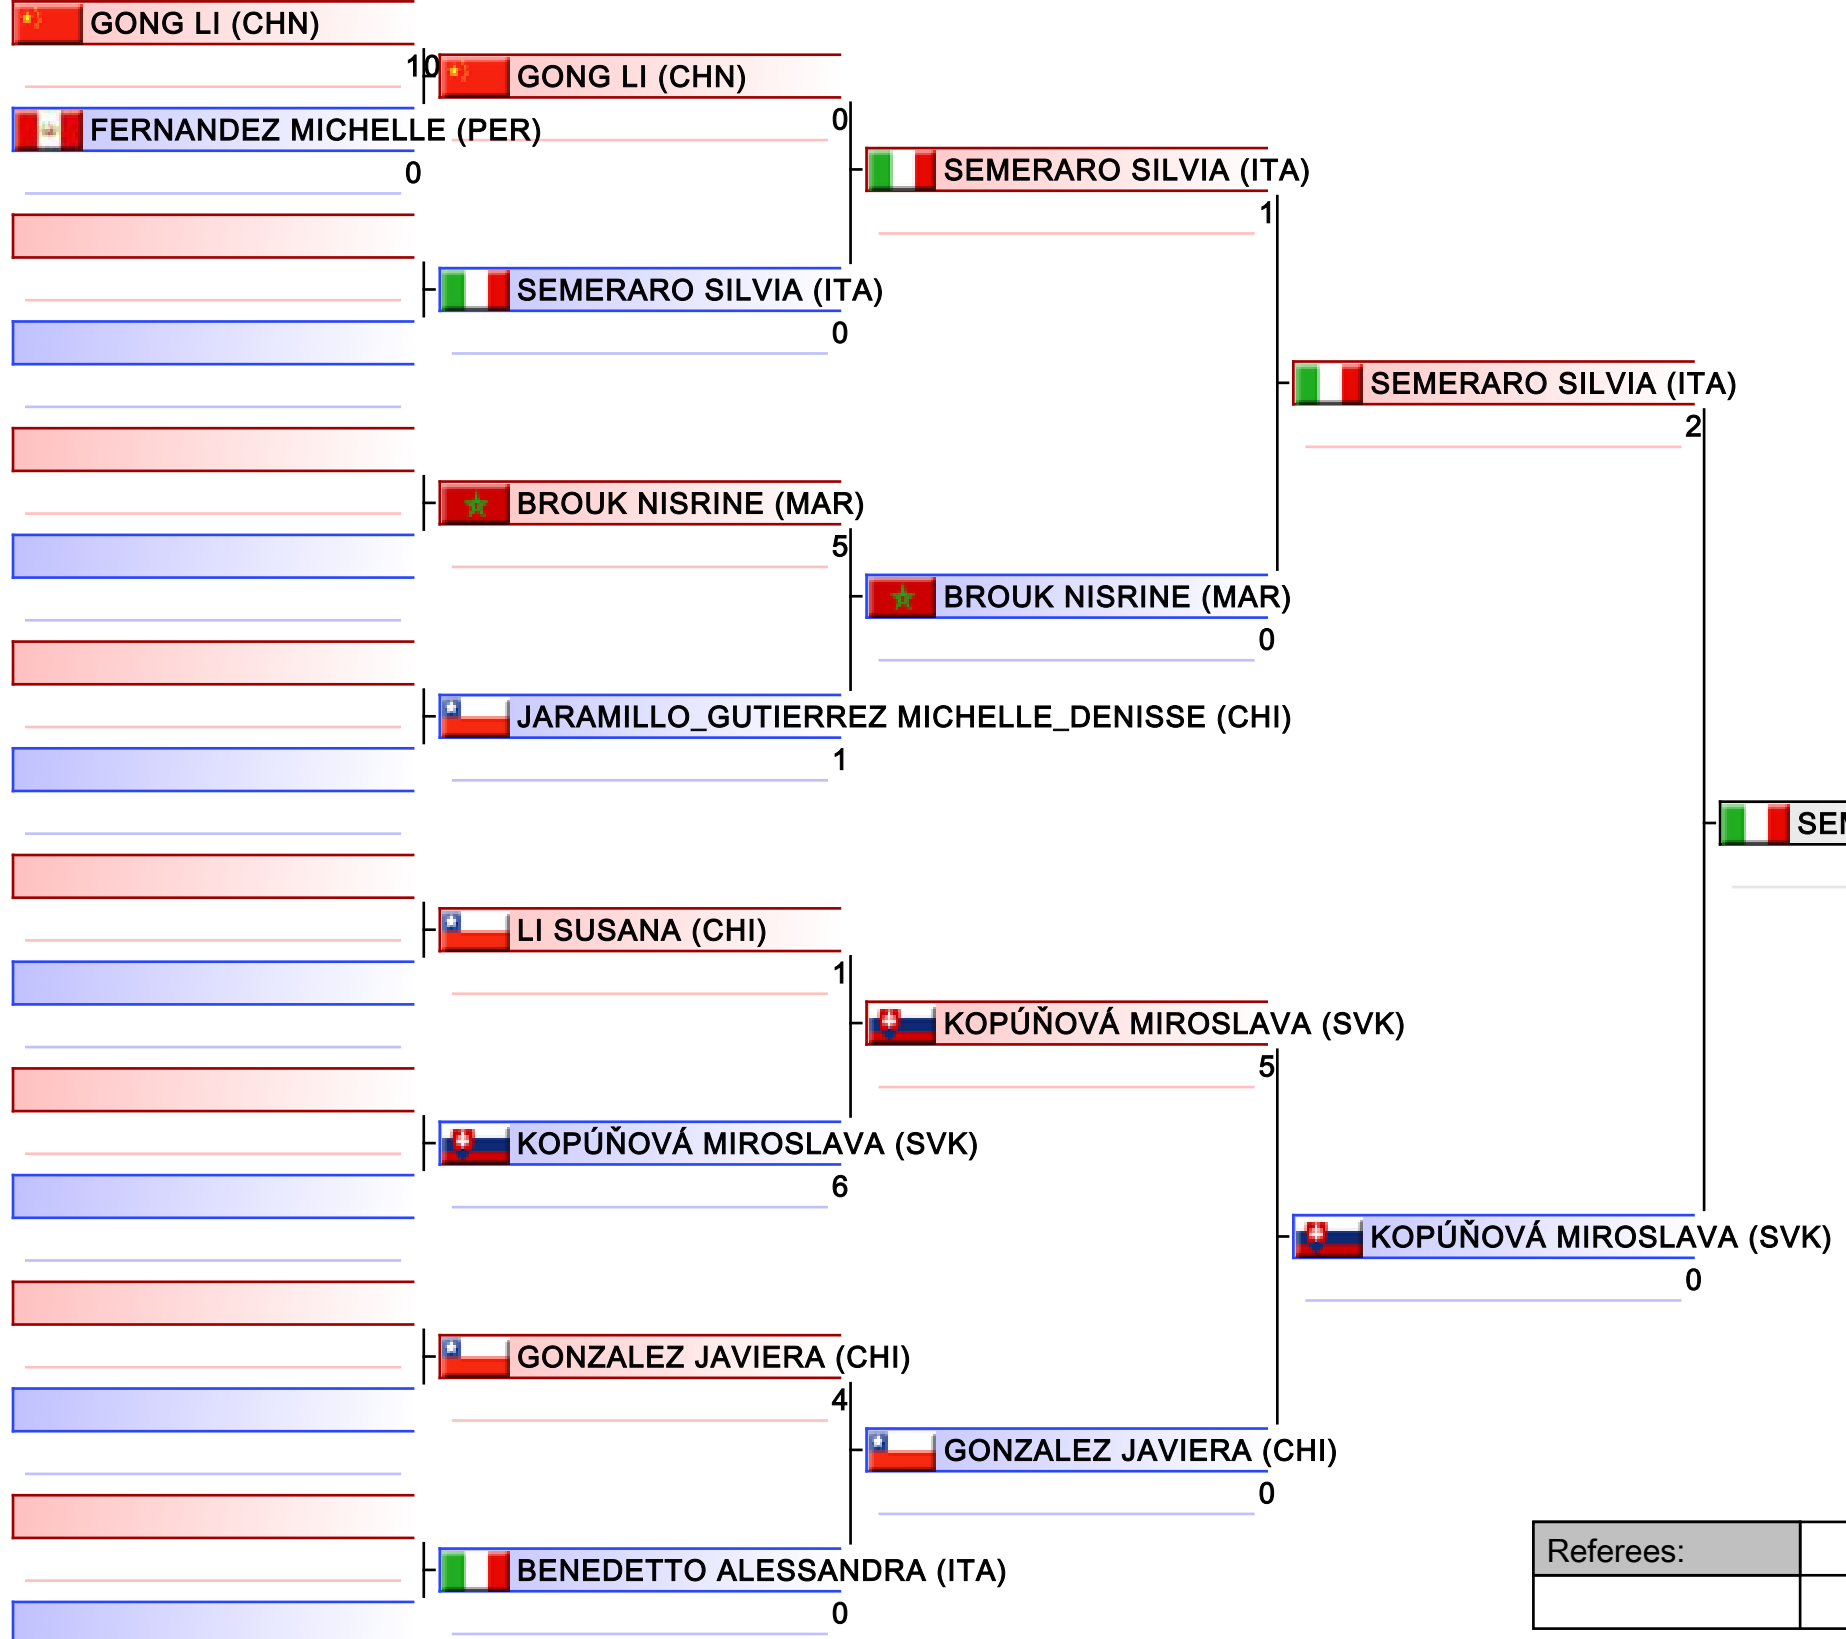 GONG LI (CHN)
10
GONG LI (CHN)
0
FERNANDEZ MICHELLE (PER)
0
SEMERARO SILVIA (ITA)
1
SEMERARO SILVIA (ITA)
0
SEMERARO SILVIA (ITA)
2
BROUK NISRINE (MAR)
5
BROUK NISRINE (MAR)
0
JARAMILLO_GUTIERREZ MICHELLE_DENISSE (CHI)
1
SEM
LI SUSANA (CHI)
1
KOPÚŇOVÁ MIROSLAVA (SVK)
5
KOPÚŇOVÁ MIROSLAVA (SVK)
6
KOPÚŇOVÁ MIROSLAVA (SVK)
0
GONZALEZ JAVIERA (CHI)
4
GONZALEZ JAVIERA (CHI)
0
BENEDETTO ALESSANDRA (ITA)
0
Referees: